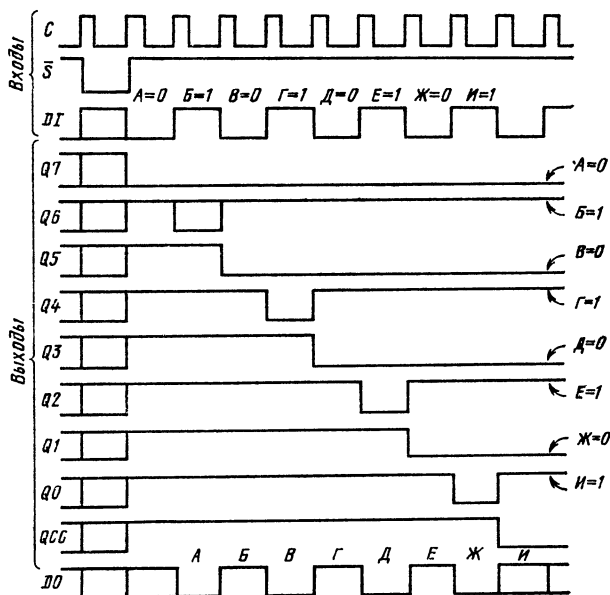 Входы
C
S
A=0 Б=1 В=0 Г=1 Д=0 Е=1 Ж=0 И=1
DI
Выходы
Q7
A=0
Q6
Б=1
Q5
В=0
Q4
Г=1
Q3
Д=0
Q2
Е=1
Q1
Ж=0
Q0
И=1
QCC
А Б В Г Д Е Ж И
DO